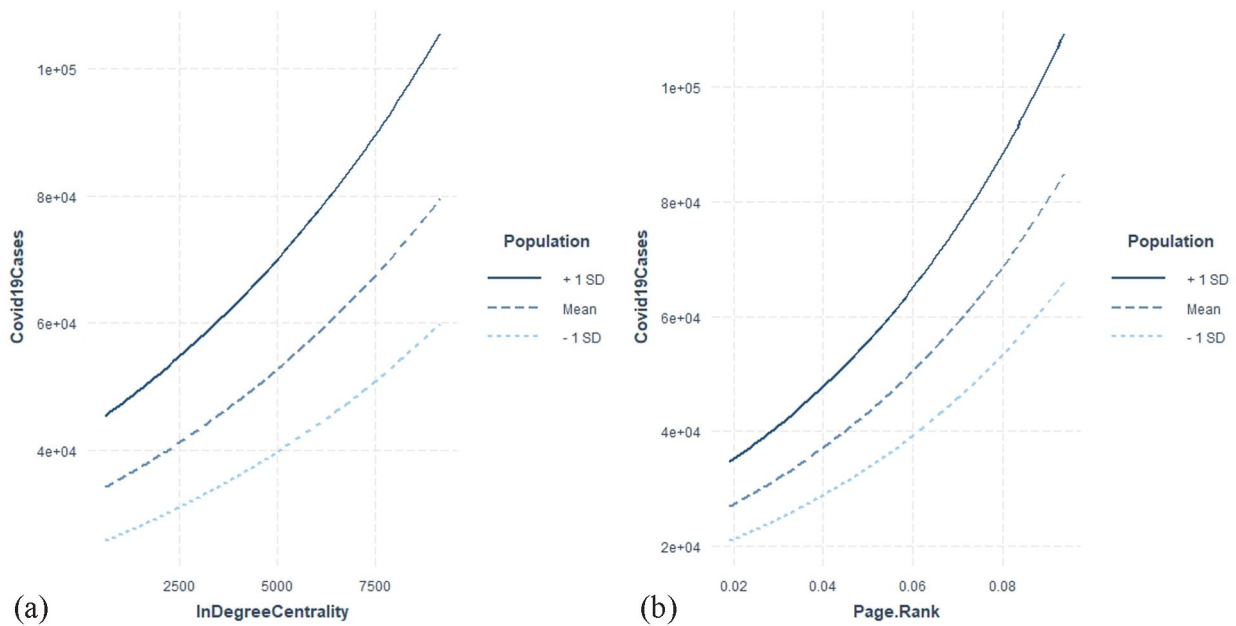 1e+05
8e+04
6e+04
4e+04
Covid19Cases
2500 5000 7500
InDegreeCentrality
Population
+ 1 SD
Mean
- 1 SD
(a)
1e+05
8e+04
6e+04
4e+04
2e+04
Covid19Cases
0.02 0.04 0.06 0.08
Page.Rank
Population
+ 1 SD
Mean
- 1 SD
(b)